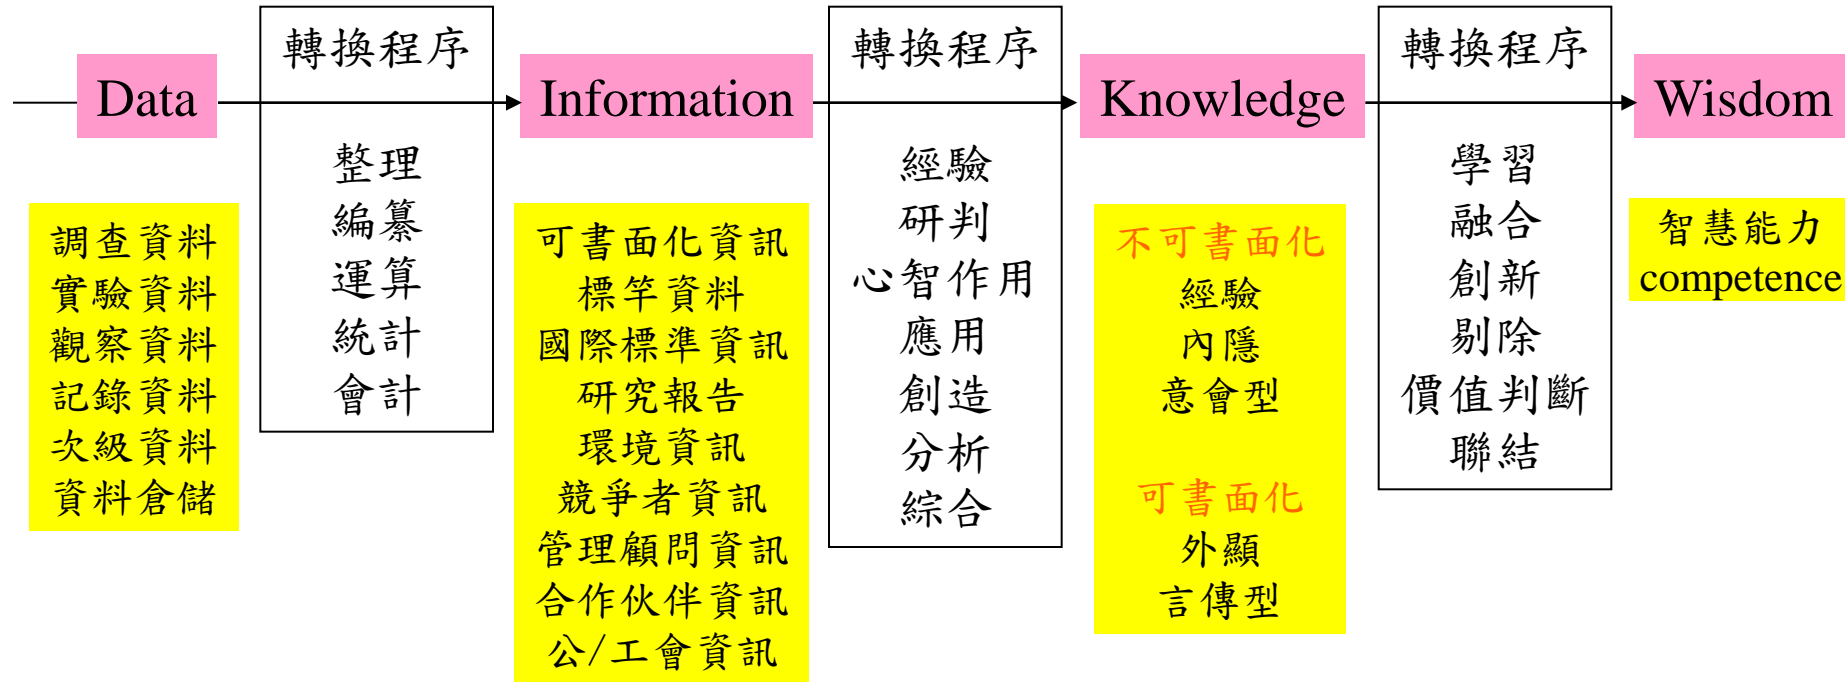 Data
調查資料
實驗資料
觀察資料
記錄資料
次級資料
資料倉儲
轉換程序
整理
編纂
運算
統計
會計
Information
可書面化資訊
標竿資料
國際標準資訊
研究報告
環境資訊
競爭者資訊
管理顧問資訊
合作伙伴資訊
公/工會資訊
轉換程序
經驗
研判
心智作用
應用
創造
分析
綜合
Knowledge
不可書面化
經驗
內隱
意會型
可書面化
外顯
言傳型
轉換程序
學習
融合
創新
剔除
價值判斷
聯結
Wisdom
智慧能力
competence